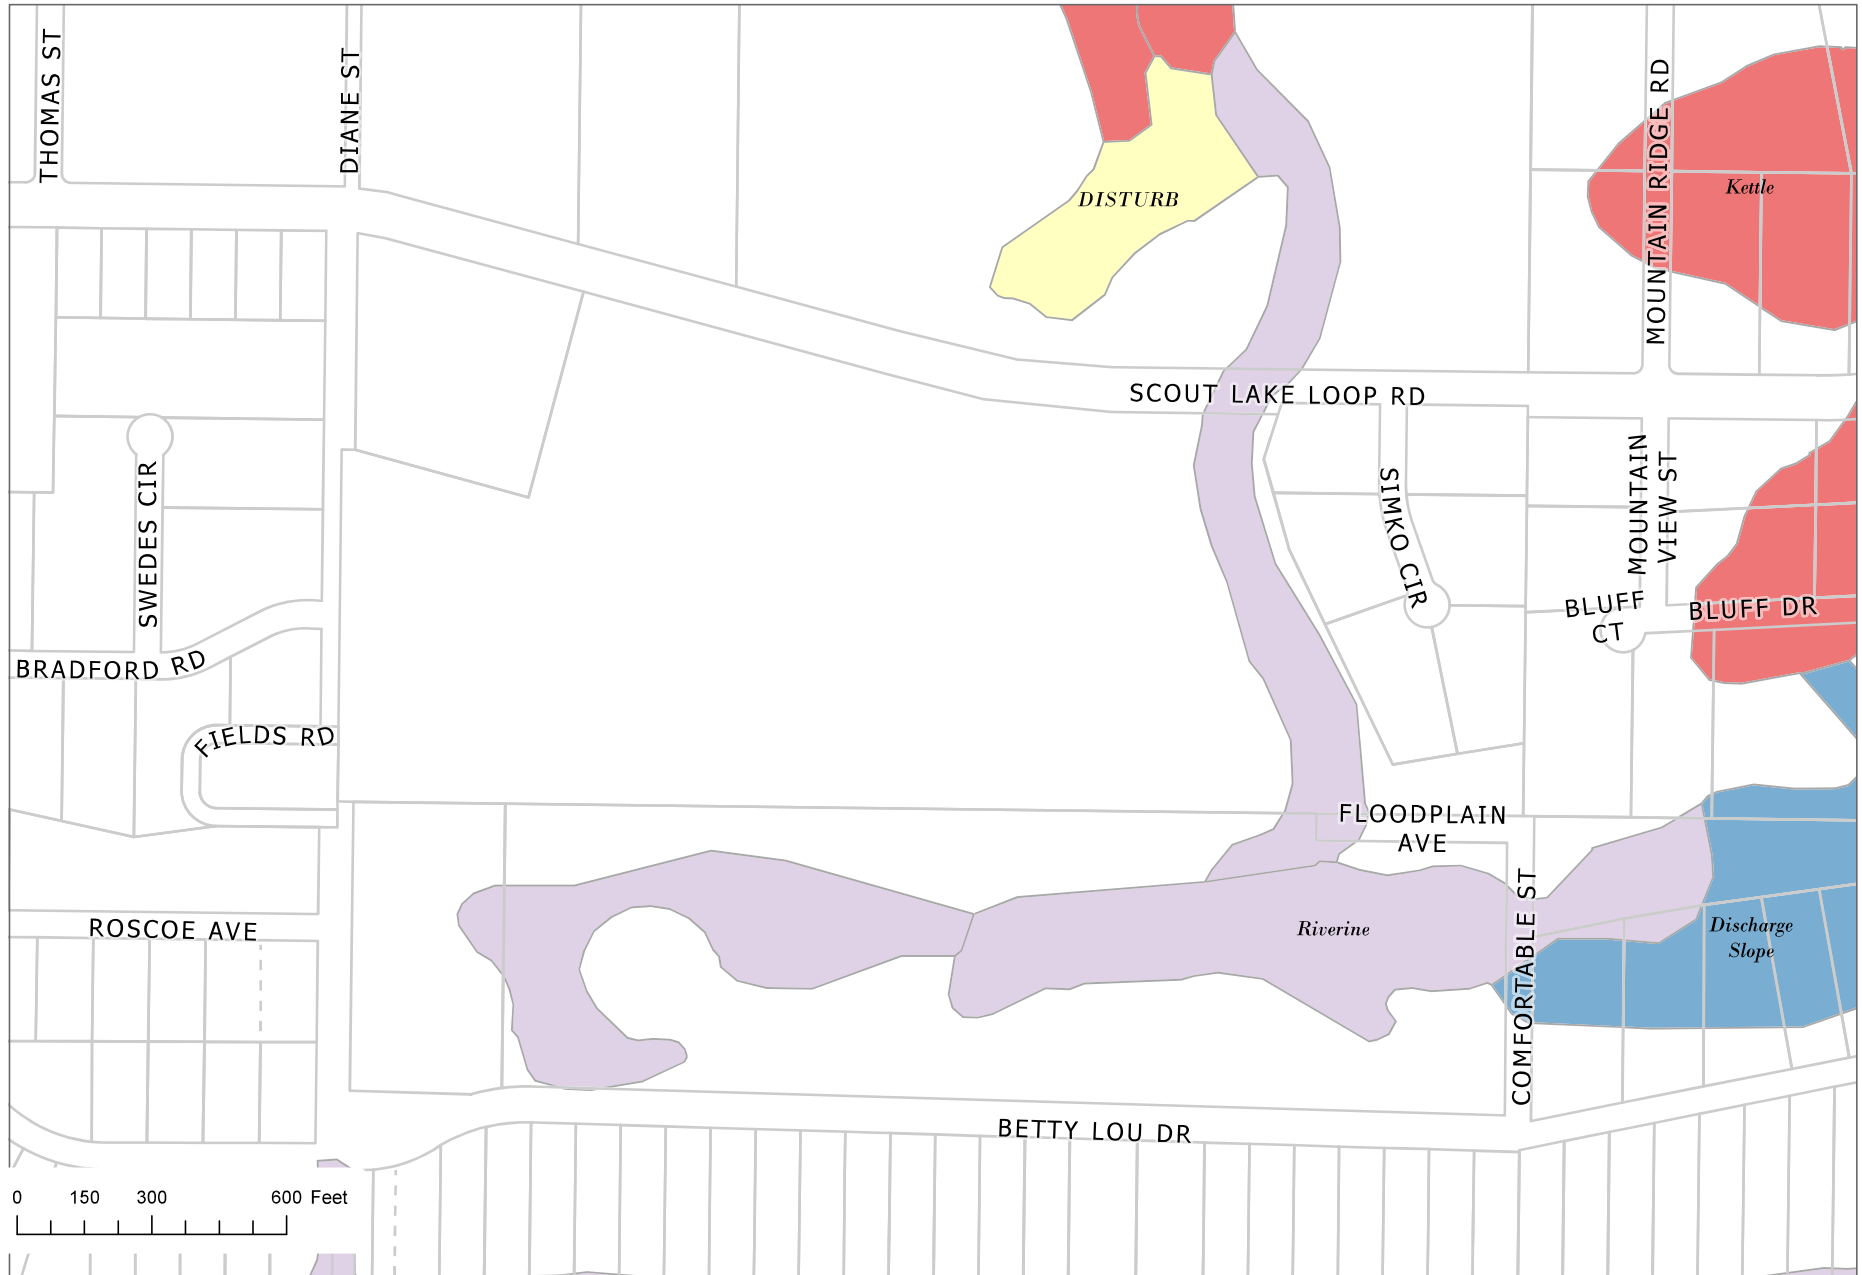 THOMAS ST
DIANE ST
MOUNTAIN RIDGE RD
Kettle
DISTURB
SCOUT LAKE LOOP RD
SWEDES CIR
SIMKO CIR
MOUNTAIN
VIEW ST
BLUFF
CT
BLUFF DR
BRADFORD RD
FIELDS RD
FLOODPLAIN
AVE
ROSCOE AVE
Riverine
COMFORTABLE ST
Discharge
Slope
BETTY LOU DR
0 150 300 600 Feet